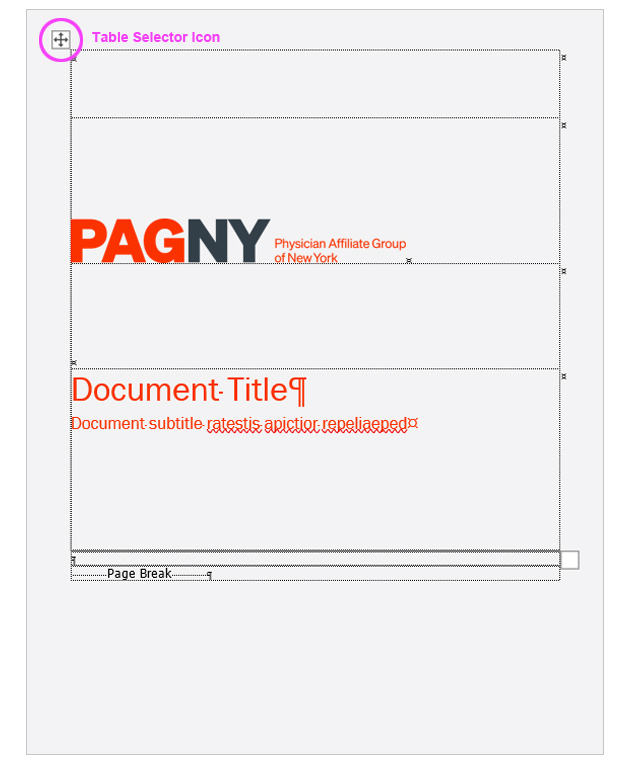 Table Selector Icon
PAGNY Physician Affiliate Group
of New York
Document Title¶
Document subtitle ratestis apictior repeliaeped¤
Page Break